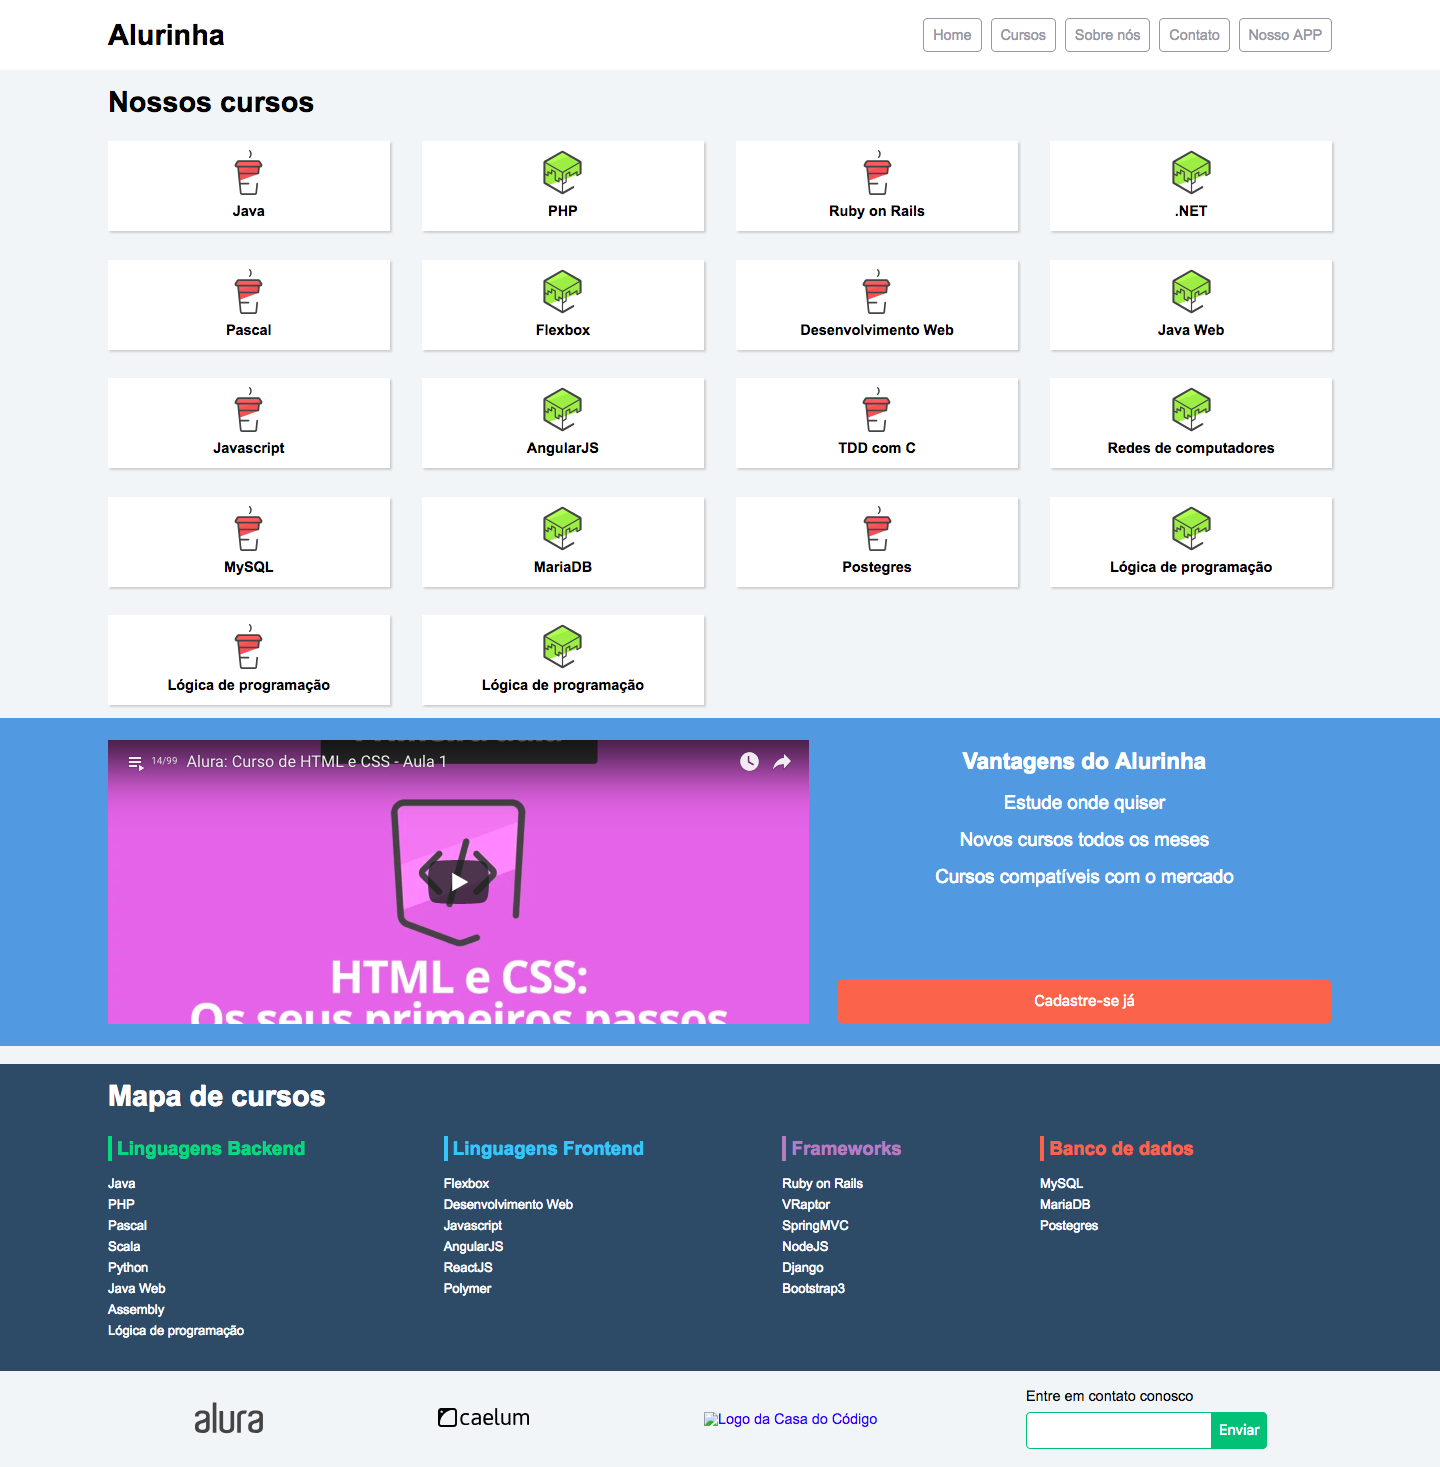 Alurinha
Home Cursos Sobre nós Contato Nosso APP
Nossos cursos
Java PHP Ruby on Rails .NET
Pascal Flexbox Desenvolvimento Web Java Web
Javascript AngularJS TDD com C Redes de computadores
MySQL MariaDB Postegres Lógica de programação
Lógica de programação Lógica de programação
14/99 Alura: Curso de HTML e CSS - Aula 1
HTML e CSS:
Os seus primeiros passos
Vantagens do Alurinha
Estude onde quiser
Novos cursos todos os meses
Cursos compatíveis com o mercado
Cadastre-se já
Mapa de cursos
Linguagens Backend
Java
PHP
Pascal
Scala
Python
Java Web
Assembly
Lógica de programação
Linguagens Frontend
Flexbox
Desenvolvimento Web
Javascript
AngularJS
ReactJS
Polymer
Frameworks
Ruby on Rails
VRaptor
SpringMVC
NodeJS
Django
Bootstrap3
Banco de dados
MySQL
MariaDB
Postegres
alura
caelum
Logo da Casa do Código
Entre em contato conosco
Enviar